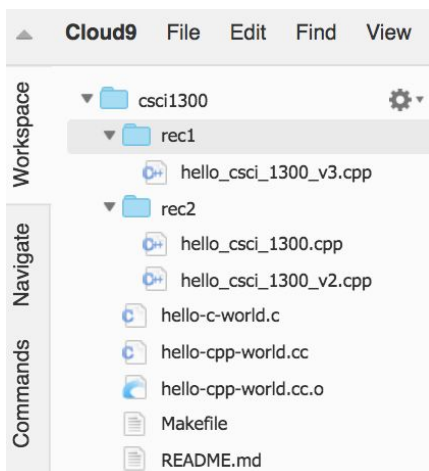 Cloud9 File Edit Find View
Workspace
Navigate
Commands
csci1300
rec1
hello_csci_1300_v3.cpp
rec2
hello_csci_1300.cpp
hello_csci_1300_v2.cpp
hello-c-world.c
hello-cpp-world.cc
hello-cpp-world.cc.o
Makefile
README.md